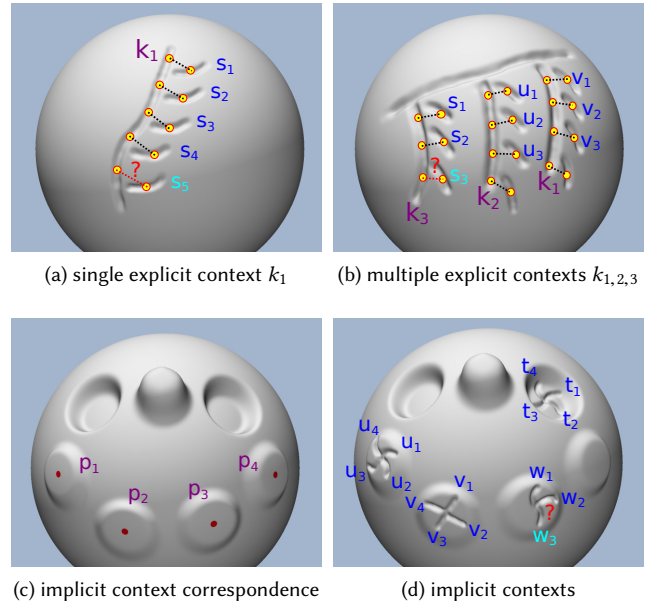 k₁
s₁
s₂
s₃
s₄
?
s₅
(a) single explicit context k₁
v₁
s₁ u₁
v₂
s₂ u₂
v₃
? u₃
s₃
k₃ k₂ k₁
(b) multiple explicit contexts k₁,₂,₃
p₁ p₄
p₂ p₃
(c) implicit context correspondence
t₄ t₁
t₃ t₂
u₄ u₁
u₃ u₂
v₁ w₁
v₄ w₂
v₃ v₂ ?
w₃
(d) implicit contexts